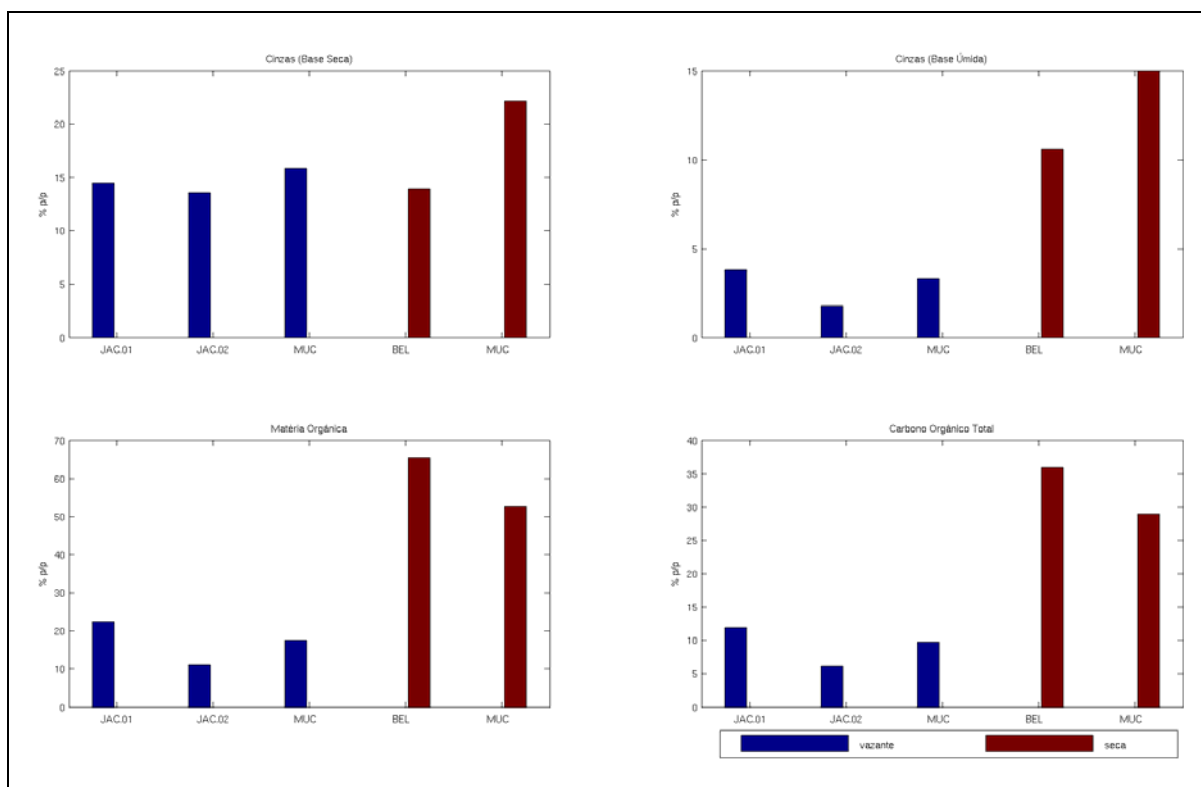 Cinzas (Base Seca)
25
20
15
10
5
0
% p/p
JAC.01 JAC.02 MUC BEL MUC
Cinzas (Base Úmida)
15
10
5
0
% p/p
JAC.01 JAC.02 MUC BEL MUC
Matéria Orgânica
70
60
50
40
30
20
10
0
% p/p
JAC.01 JAC.02 MUC BEL MUC
Carbono Orgânico Total
40
35
30
25
20
15
10
5
0
% p/p
JAC.01 JAC.02 MUC BEL MUC
vazante seca